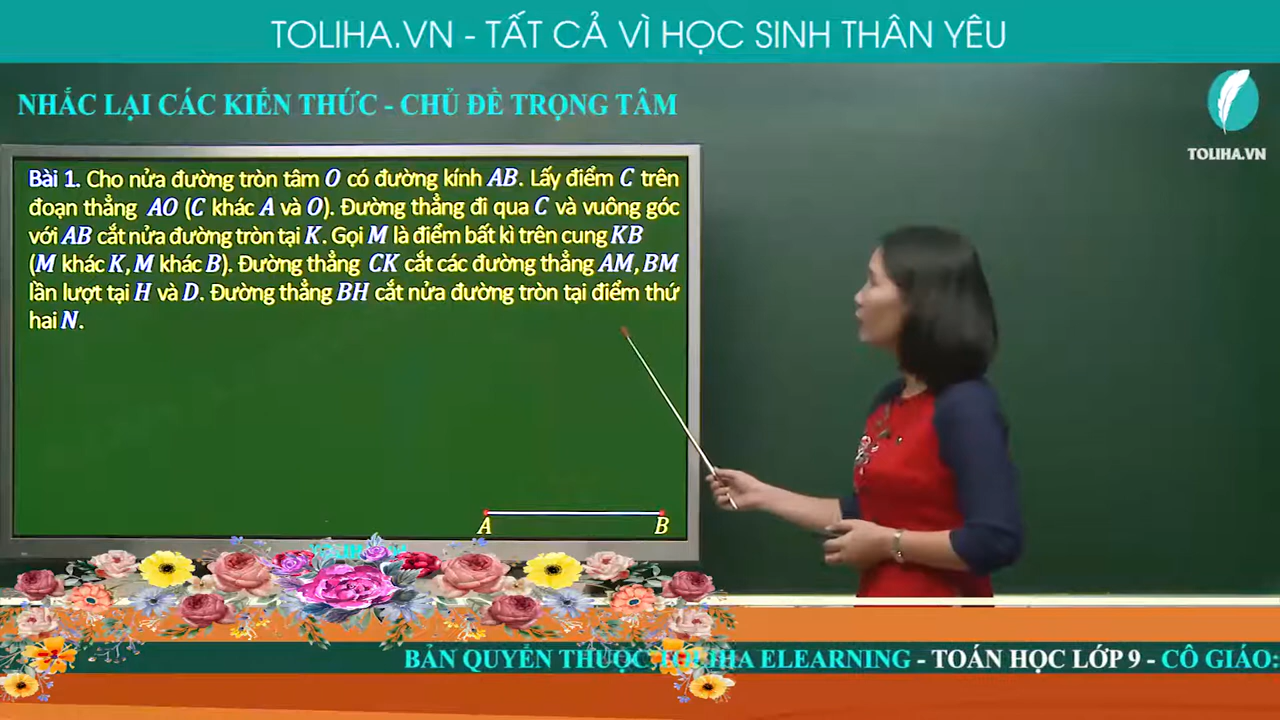 TOLIHA.VN - TẤT CẢ VÌ HỌC SINH THÂN YÊU
NHẮC LẠI CÁC KIẾN THỨC - CHỦ ĐỀ TRỌNG TÂM
TOLIHA.VN
Bài 1. Cho nửa đường tròn tâm O có đường kính AB. Lấy điểm C trên
đoạn thẳng AO (C khác A và O). Đường thẳng đi qua C và vuông góc
với AB cắt nửa đường tròn tại K. Gọi M là điểm bất kì trên cung KB
(M khác K, M khác B). Đường thẳng CK cắt các đường thẳng AM, BM
lần lượt tại H và D. Đường thẳng BH cắt nửa đường tròn tại điểm thứ
hai N.
A B
BẢN QUYỀN THUỘC TOLIHA ELEARNING - TOÁN HỌC LỚP 9 - CÔ GIÁO: